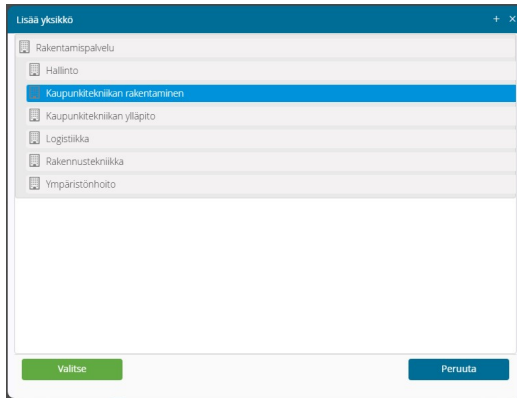 Lisää yksikkö
Rakentamispalvelu
Hallinto
Kaupunkitekniikan rakentaminen
Kaupunkitekniikan ylläpito
Logistiikka
Rakennustekniikka
Ympäristönhoito
Valitse
Peruuta